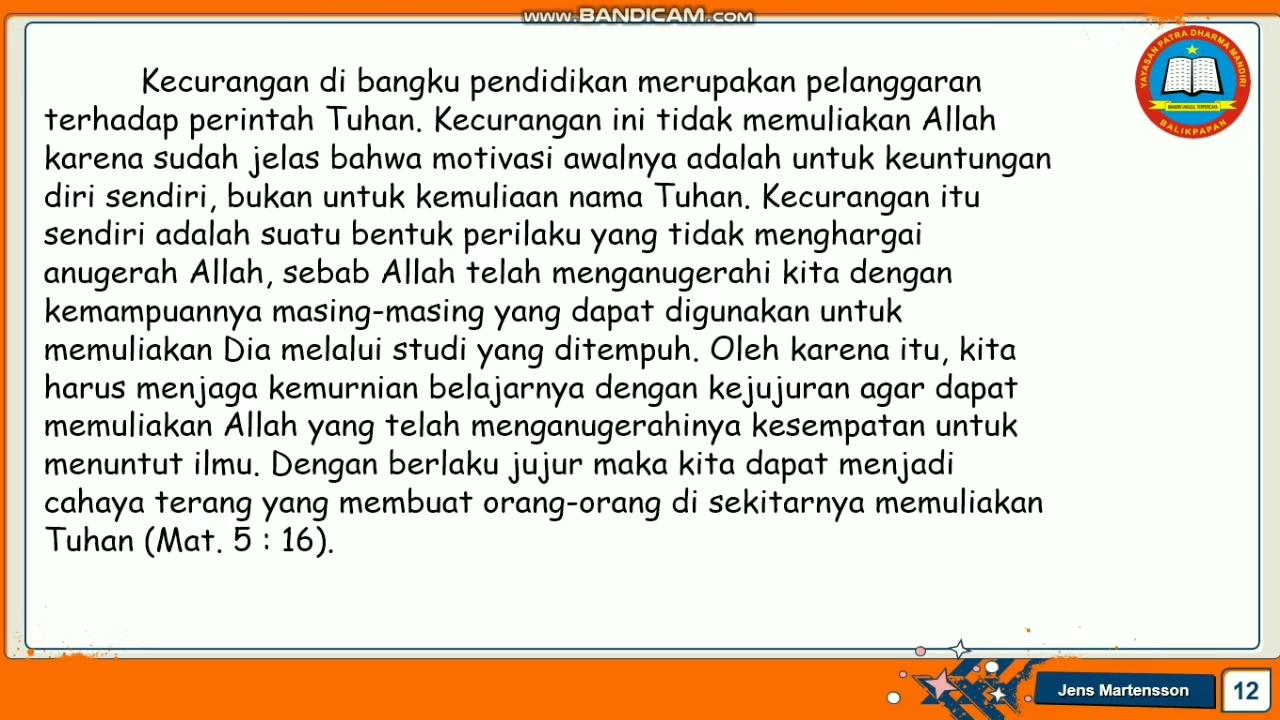 www.BANDICAM.com
YAYASAN PATRA DHARMA MANDIRI
BALIKPAPAN
Kecurangan di bangku pendidikan merupakan pelanggaran
terhadap perintah Tuhan. Kecurangan ini tidak memuliakan Allah
karena sudah jelas bahwa motivasi awalnya adalah untuk keuntungan
diri sendiri, bukan untuk kemuliaan nama Tuhan. Kecurangan itu
sendiri adalah suatu bentuk perilaku yang tidak menghargai
anugerah Allah, sebab Allah telah menganugerahi kita dengan
kemampuannya masing-masing yang dapat digunakan untuk
memuliakan Dia melalui studi yang ditempuh. Oleh karena itu, kita
harus menjaga kemurnian belajarnya dengan kejujuran agar dapat
memuliakan Allah yang telah menganugerahinya kesempatan untuk
menuntut ilmu. Dengan berlaku jujur maka kita dapat menjadi
cahaya terang yang membuat orang-orang di sekitarnya memuliakan
Tuhan (Mat. 5 : 16).
Jens Martensson
12